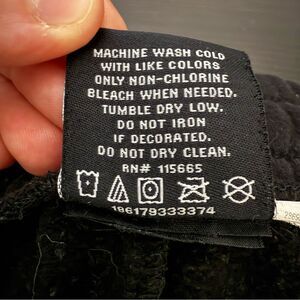 MACHINE WASH COLD
WITH LIKE COLORS
ONLY NON-CHLORINE
BLEACH WHEN NEEDED.
TUMBLE DRY LOW.
DO NOT IRON
IF DECORATED.
DO NOT DRY CLEAN.
RN# 115665
196179333374